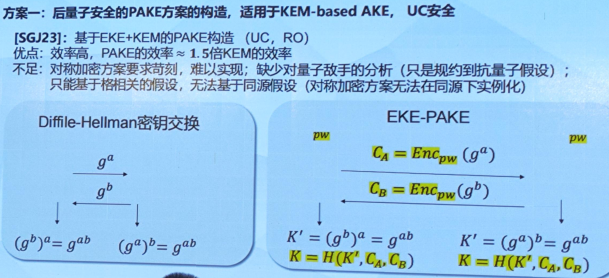 方案一：后量子安全的PAKE方案的构造，适用于KEM-based AKE， UC安全
[SGJ23]：基于EKE+KEM的PAKE构造（UC，RO）
优点：效率高，PAKE的效率≈1.5倍KEM的效率
不足：对称加密方案要求苛刻，难以实现；缺少对量子敌手的分析（只是规约到抗量子假设）；
只能基于格相关的假设，无法基于同源假设（对称加密方案无法在同源下实例化）
Diffile-Hellman密钥交换
g^a
g^b
(g^b)^a= g^{ab} (g^a)^b= g^{ab}
EKE-PAKE
pw pw
C_A = Enc_{pw}(g^a)
C_B = Enc_{pw}(g^b)
K' = (g^b)^a = g^{ab} K' = (g^a)^b = g^{ab}
K = H(K', C_A, C_B) K = H(K', C_A, C_B)